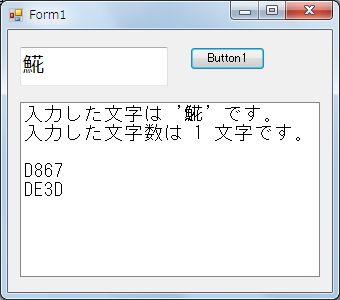 Form1
𩸽
Button1
入力した文字は '𩸽' です。
入力した文字数は 1 文字です。
D867
DE3D